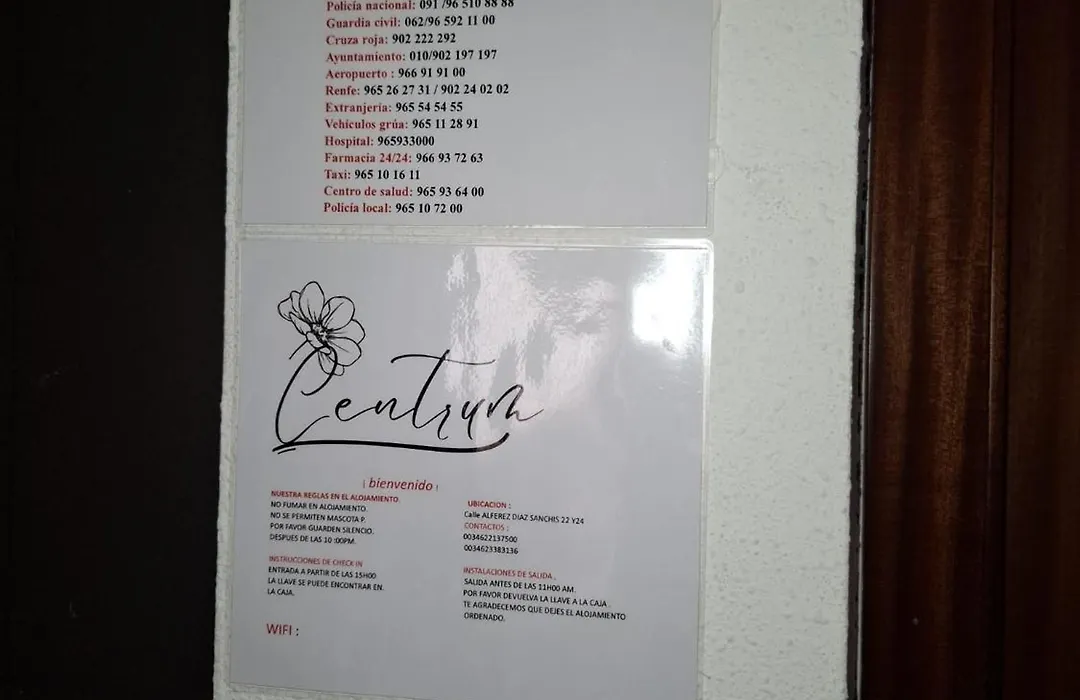 Policía nacional: 091 /96 510 88 88
Guardia civil: 062/96 592 11 00
Cruza roja: 902 222 292
Ayuntamiento: 010/902 197 197
Aeropuerto : 966 91 91 00
Renfe: 965 26 27 31 / 902 24 02 02
Extranjería: 965 54 54 55
Vehículos grúa: 965 11 28 91
Hospital: 965933000
Farmacia 24/24: 966 93 72 63
Taxi: 965 10 16 11
Centro de salud: 965 93 64 00
Policía local: 965 10 72 00
Centrum
¡ bienvenido !
NUESTRA REGLAS EN EL ALOJAMIENTO.
NO FUMAR EN ALOJAMIENTO.
NO SE PERMITEN MASCOTA P.
POR FAVOR GUARDEN SILENCIO.
DESPUES DE LAS 10 :00PM.
INSTRUCCIONES DE CHECK IN
ENTRADA A PARTIR DE LAS 15H00
LA LLAVE SE PUEDE ENCONTRAR EN.
LA CAJA.
WIFI :
UBICACION :
Calle ALFEREZ DIAZ SANCHIS 22 Y24
CONTACTOS :
0034622137500
0034623383136
INSTALACIONES DE SALIDA .
SALIDA ANTES DE LAS 11H00 AM.
POR FAVOR DEVUELVA LA LLAVE A LA CAJA .
TE AGRADECEMOS QUE DEJES EL ALOJAMIENTO
ORDENADO.